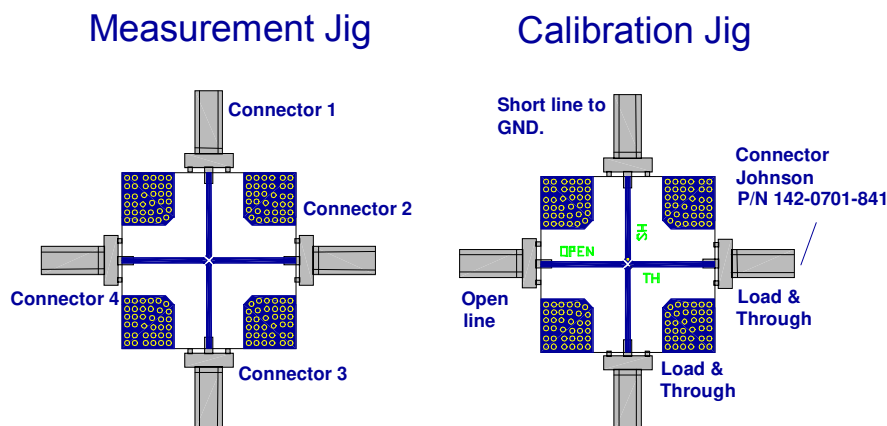 Measurement Jig
Calibration Jig
Connector 1
Short line to
GND.
Connector
Johnson
P/N 142-0701-841
Connector 2
SH
OPEN
TH
Connector 4
Open
line
Load &
Through
Connector 3
Load &
Through